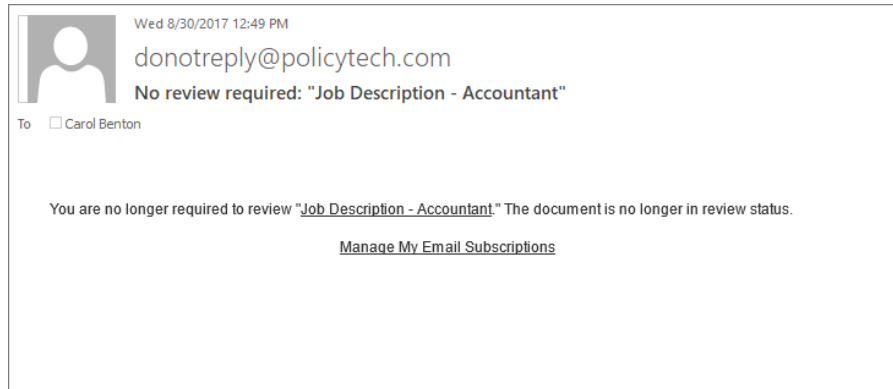 Wed 8/30/2017 12:49 PM
donotreply@policytech.com
No review required: "Job Description - Accountant"
To Carol Benton
You are no longer required to review "Job Description - Accountant." The document is no longer in review status.
Manage My Email Subscriptions